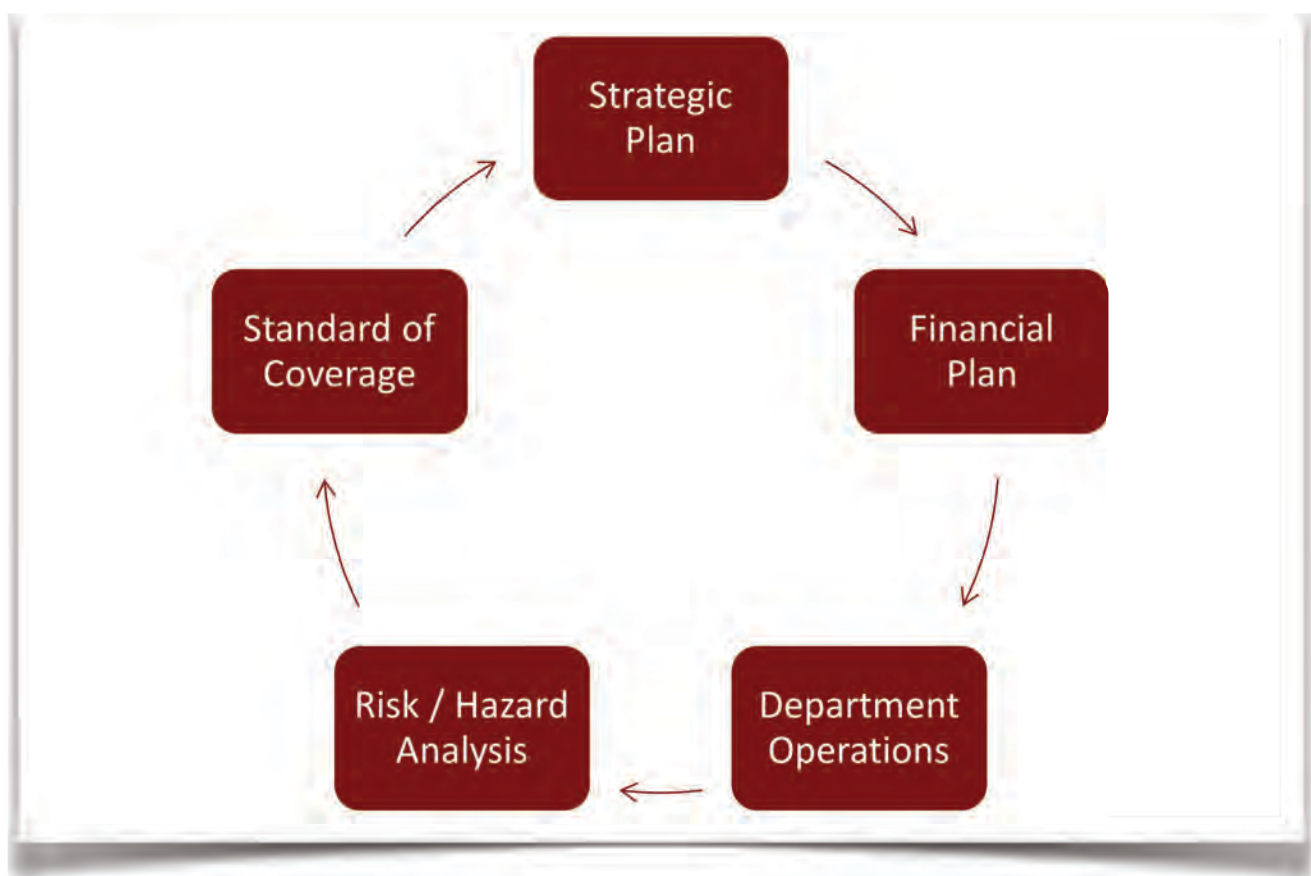 Strategic
Plan
Financial
Plan
Department
Operations
Risk / Hazard
Analysis
Standard of
Coverage